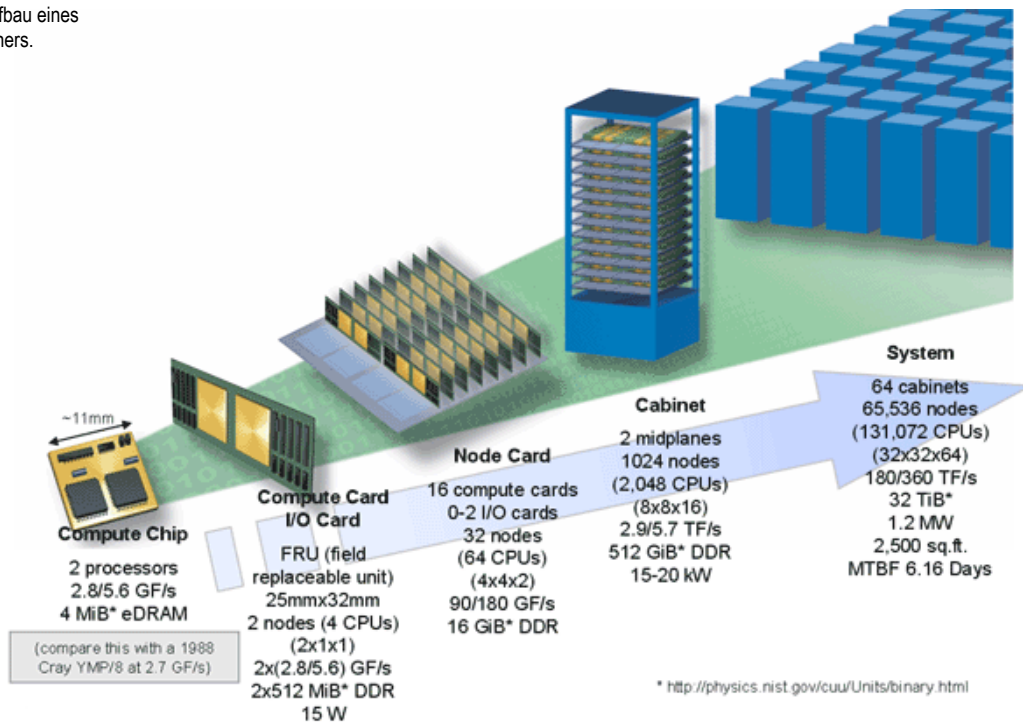 fbau eines
ners.
~11mm
Compute Chip
2 processors
2.8/5.6 GF/s
4 MiB* eDRAM
(compare this with a 1988
Cray YMP/8 at 2.7 GF/s)
Compute Card
I/O Card
FRU (field
replaceable unit)
25mmx32mm
2 nodes (4 CPUs)
(2x1x1)
2x(2.8/5.6) GF/s
2x512 MiB* DDR
15 W
Node Card
16 compute cards
0-2 I/O cards
32 nodes
(64 CPUs)
(4x4x2)
90/180 GF/s
16 GiB* DDR
Cabinet
2 midplanes
1024 nodes
(2,048 CPUs)
(8x8x16)
2.9/5.7 TF/s
512 GiB* DDR
15-20 kW
System
64 cabinets
65,536 nodes
(131,072 CPUs)
(32x32x64)
180/360 TF/s
32 TiB*
1.2 MW
2,500 sq.ft.
MTBF 6.16 Days
* http://physics.nist.gov/cuu/Units/binary.html